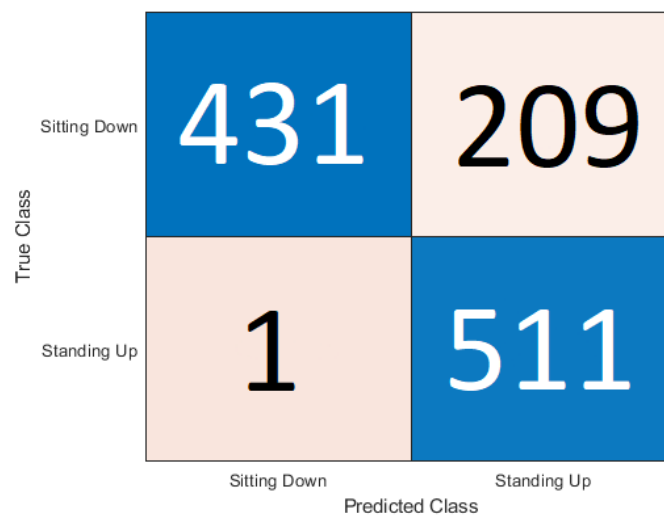 431 209
Sitting Down
True Class
1 511
Standing Up
Sitting Down Standing Up
Predicted Class